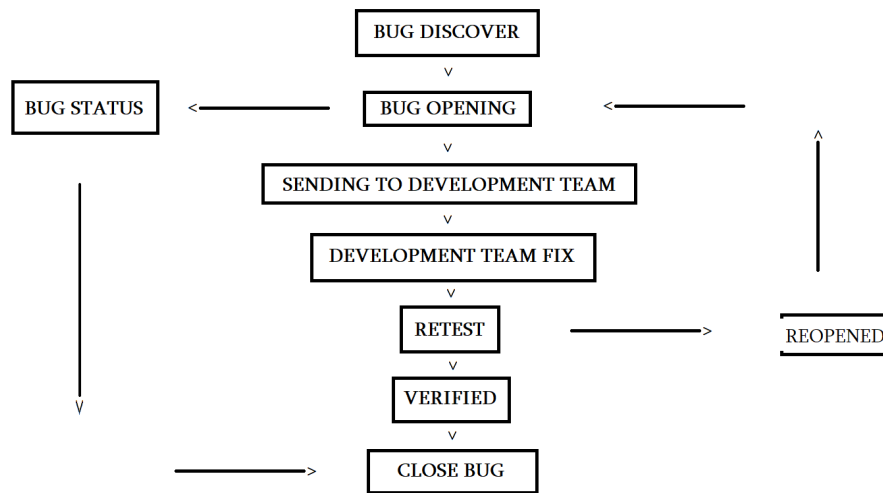 BUG DISCOVER
BUG STATUS
BUG OPENING
SENDING TO DEVELOPMENT TEAM
DEVELOPMENT TEAM FIX
RETEST
REOPENED
VERIFIED
CLOSE BUG